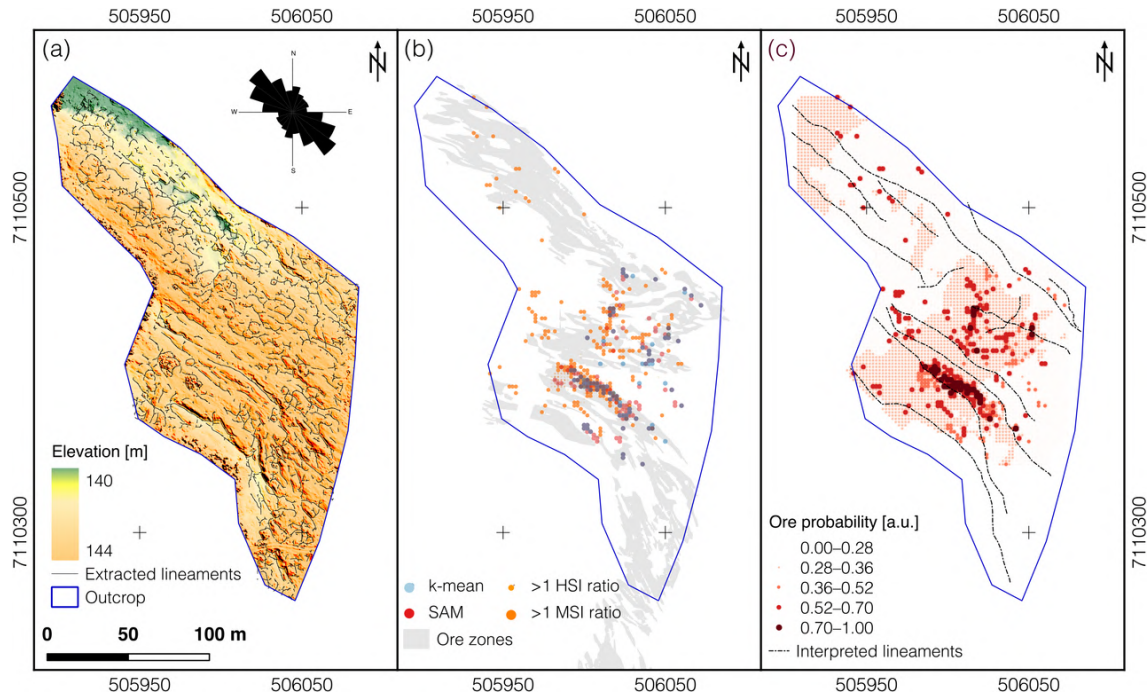 505950 506050 505950 506050 505950 506050
(a)
N
W E
S
N
(b)
N
(c)
N
7110500
7110500
7110300
7110300
Elevation [m]
140
144
Extracted lineaments
Outcrop
0 50 100 m
k-mean >1 HSI ratio
SAM >1 MSI ratio
Ore zones
Ore probability [a.u.]
0.00–0.28
0.28–0.36
0.36–0.52
0.52–0.70
0.70–1.00
Interpreted lineaments
505950 506050 505950 506050 505950 506050